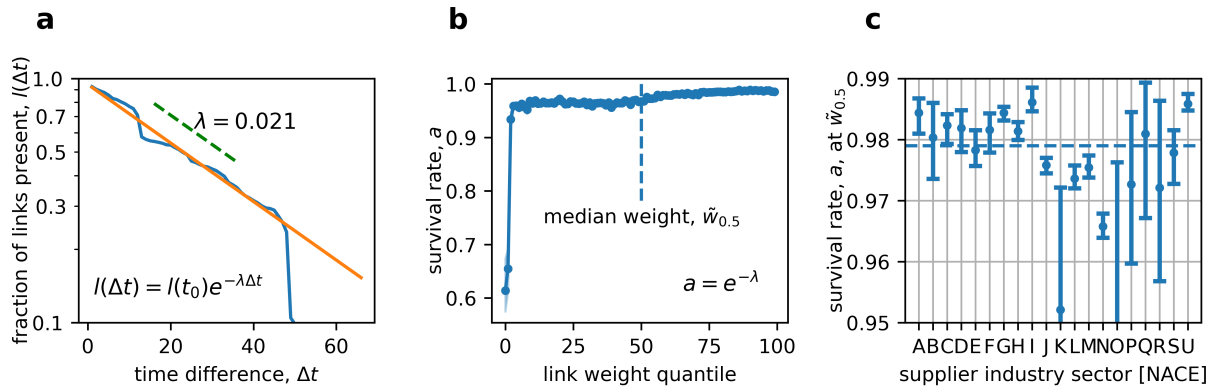 a
fraction of links present, l(Δt)
1.0
0.7
0.5
0.3
0.1
λ = 0.021
l(Δt) = l(t₀)e^{−λΔt}
0 20 40 60
time difference, Δt
b
survival rate, a
1.0
0.9
0.8
0.7
0.6
median weight, w̃₀.₅
a = e^{−λ}
0 25 50 75 100
link weight quantile
c
survival rate, a, at w̃₀.₅
0.99
0.98
0.97
0.96
0.95
A B C D E F G H I J K L M N O P Q R S U
supplier industry sector [NACE]